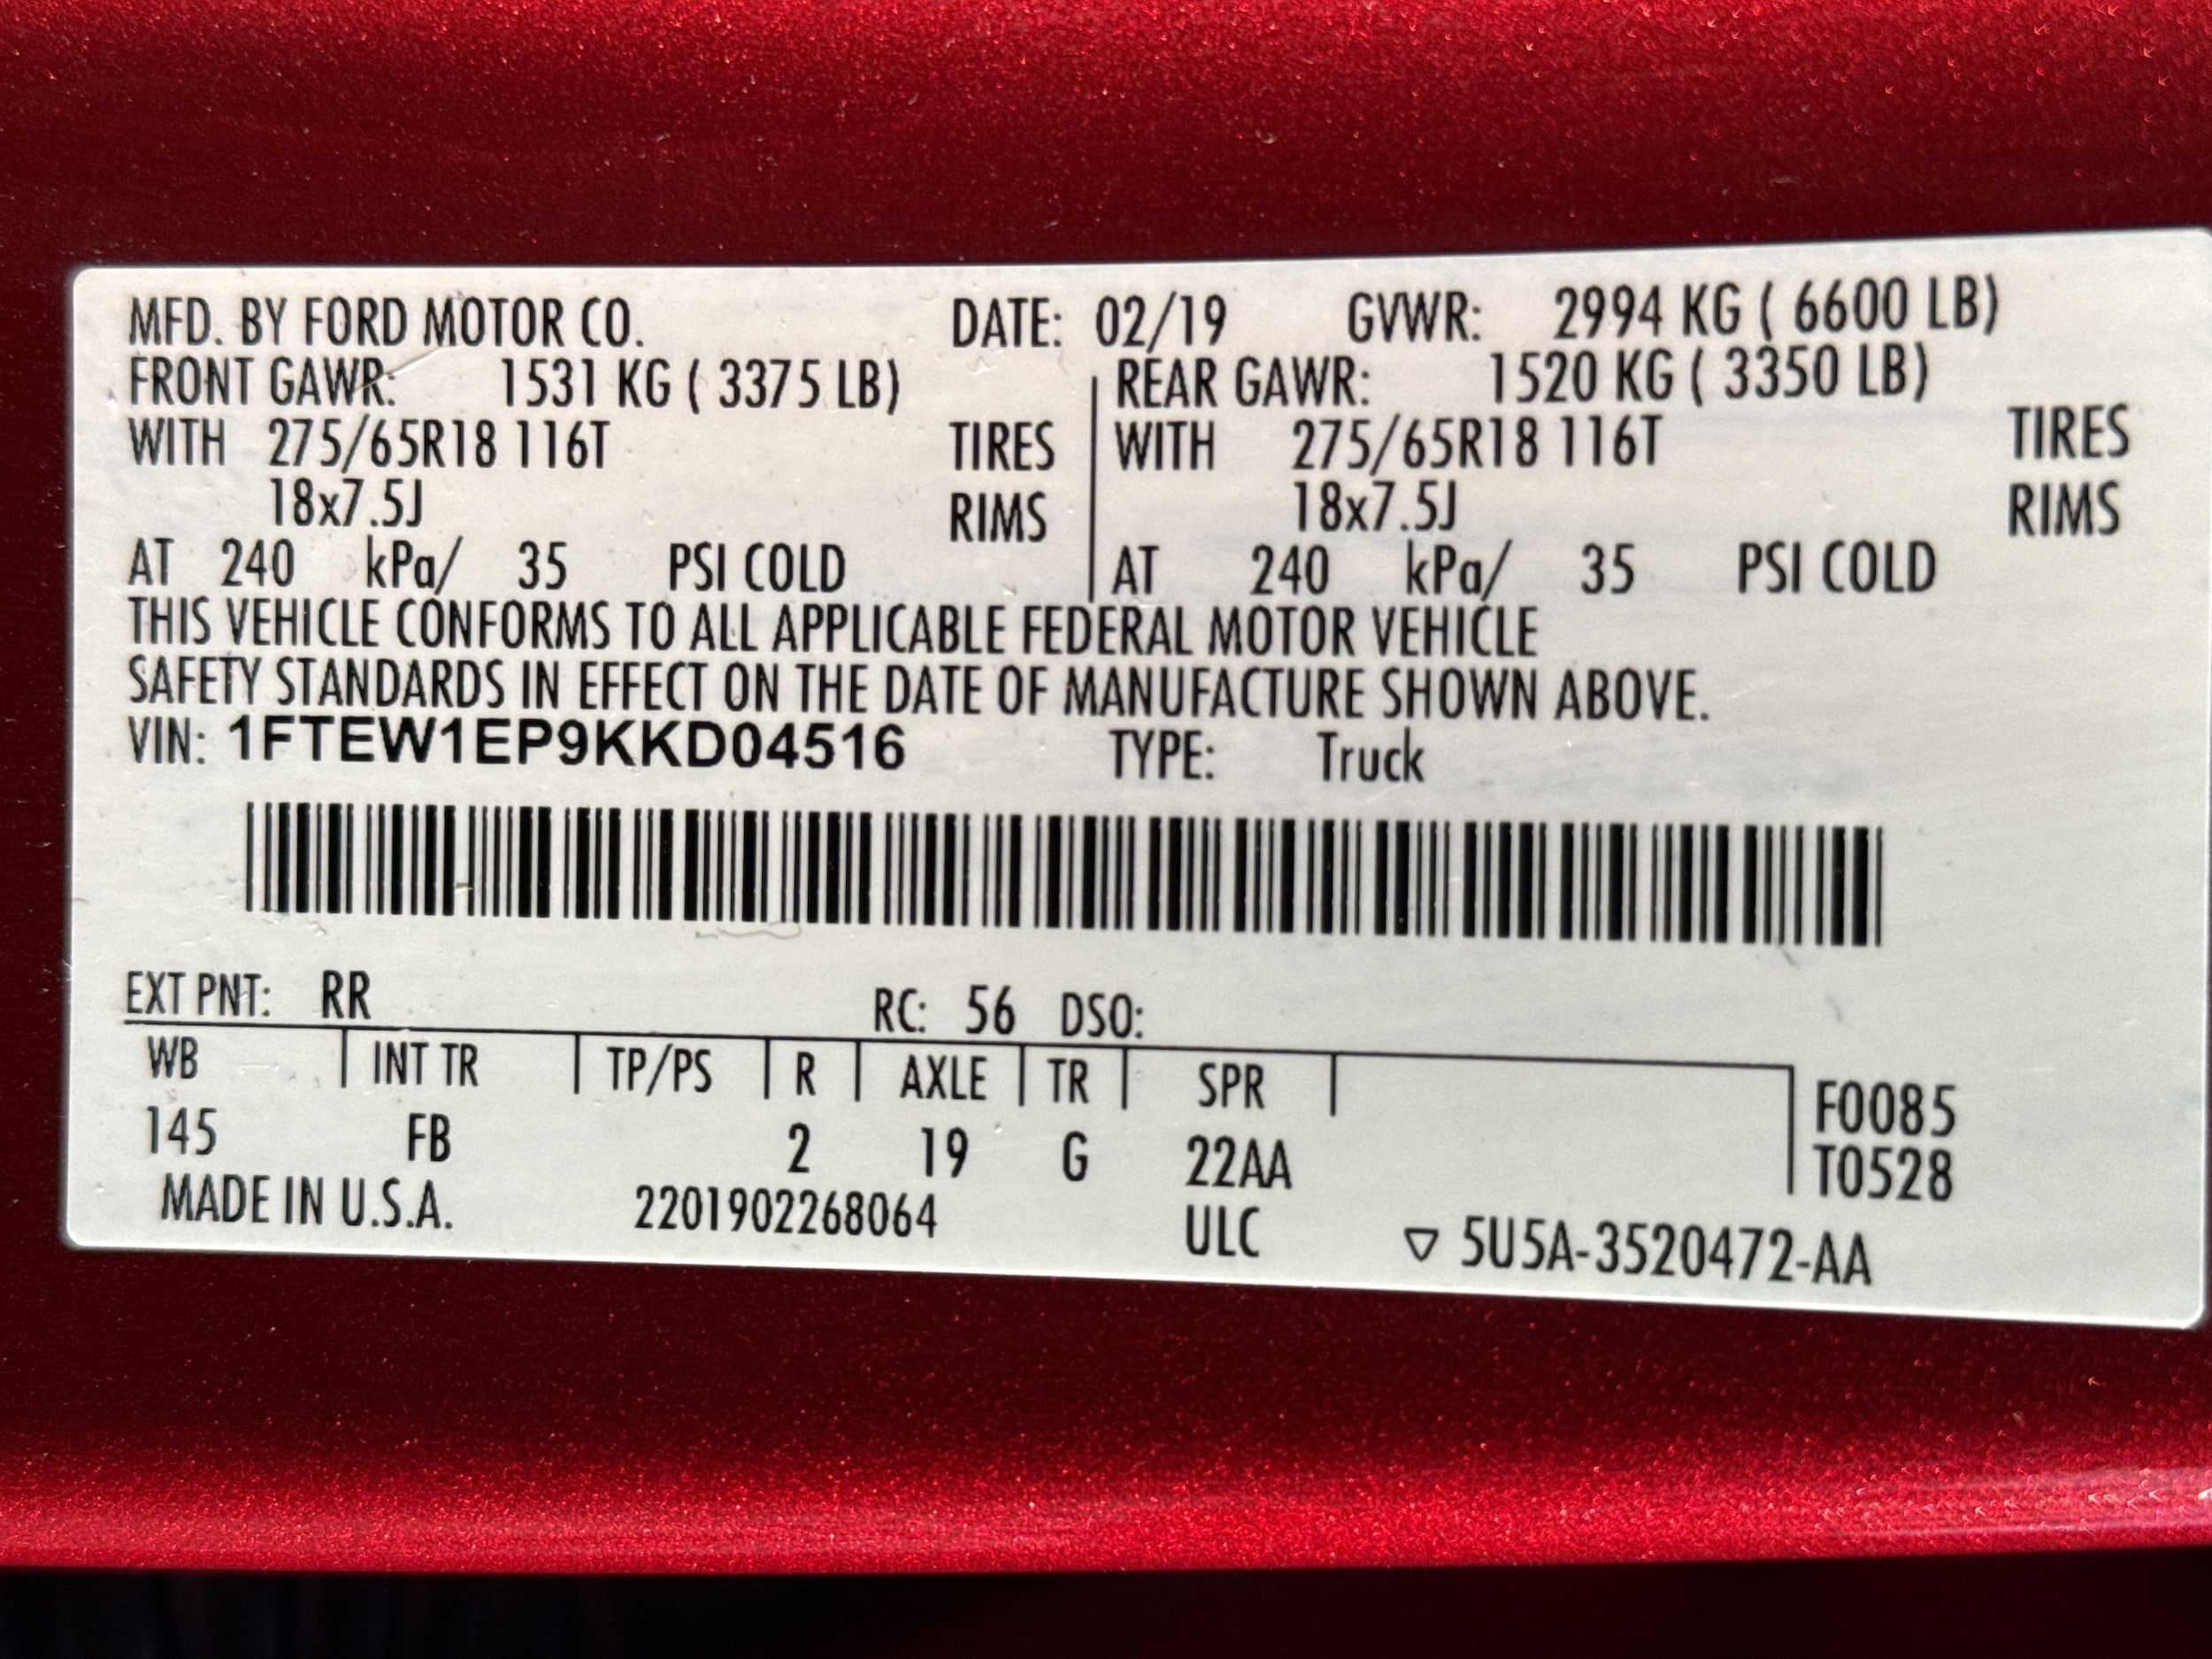 MFD. BY FORD MOTOR CO. DATE: 02/19 GVWR: 2994 KG ( 6600 LB)
FRONT GAWR: 1531 KG ( 3375 LB) REAR GAWR: 1520 KG ( 3350 LB)
WITH 275/65R18 116T TIRES WITH 275/65R18 116T TIRES
18x7.5J RIMS 18x7.5J RIMS
AT 240 kPa/ 35 PSI COLD AT 240 kPa/ 35 PSI COLD
THIS VEHICLE CONFORMS TO ALL APPLICABLE FEDERAL MOTOR VEHICLE
SAFETY STANDARDS IN EFFECT ON THE DATE OF MANUFACTURE SHOWN ABOVE.
VIN: 1FTEW1EP9KKD04516 TYPE: Truck
EXT PNT: RR RC: 56 DSO:
WB INT TR TP/PS R AXLE TR SPR F0085
145 FB 2 19 G 22AA T0528
MADE IN U.S.A. 2201902268064 ULC ▽ 5U5A-3520472-AA